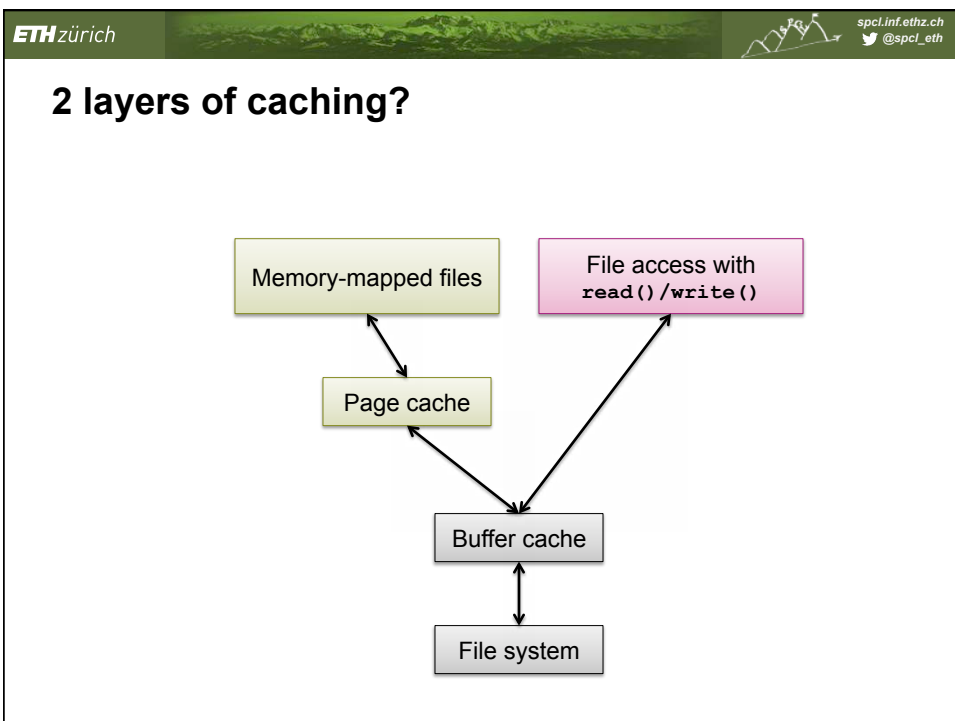 ETH zürich
spcl.inf.ethz.ch
@spcl_eth
2 layers of caching?
Memory-mapped files
File access with
read()/write()
Page cache
Buffer cache
File system